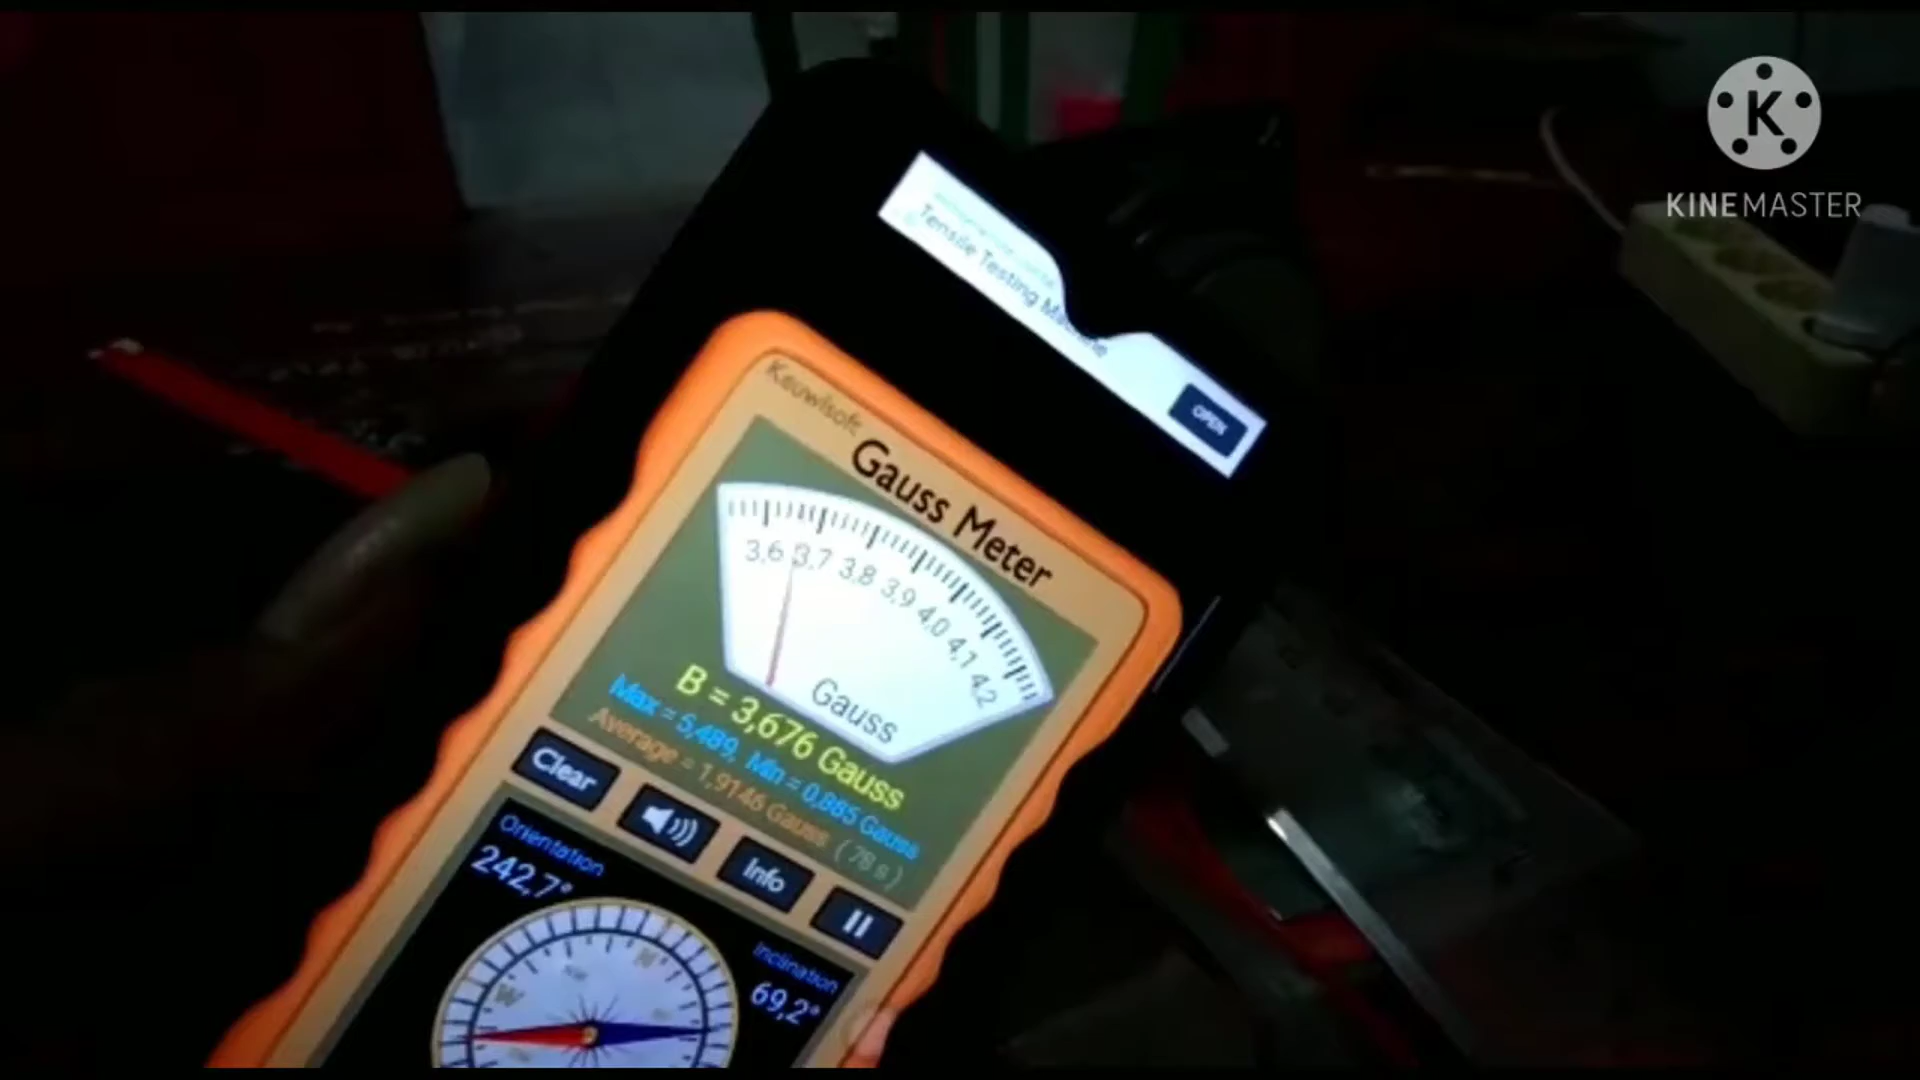 KINEMASTER
Tensile Testing Machine
OPEN
Keuwlsoft
Gauss Meter
3,6 3,7 3,8 3,9 4,0 4,1 4,2
Gauss
B = 3,676 Gauss
Max = 5,489, Min = 0,885 Gauss
Average = 1,9146 Gauss (78 s)
Clear
Info
Orientation
242,7°
Inclination
69,2°
W